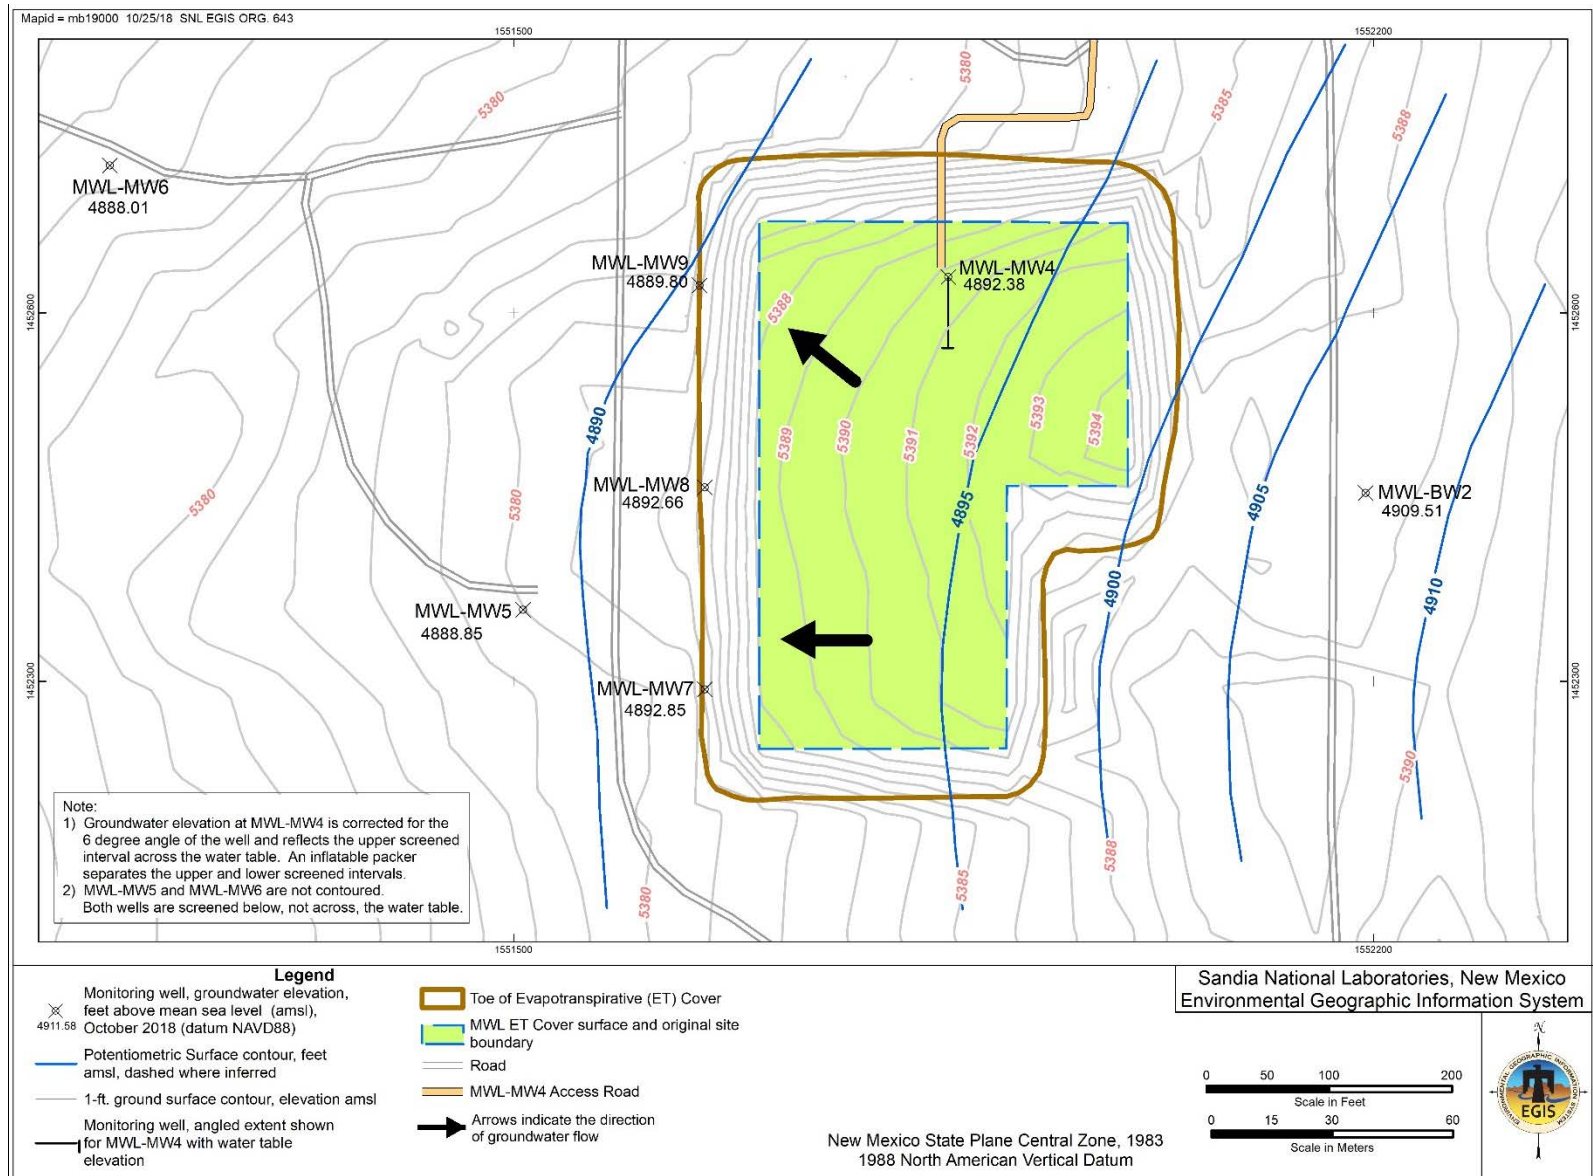 Mapid = mb19000 10/25/18 SNL EGIS ORG. 643
1551500
1552200
5380
5380
5385
5388
MWL-MW6
4888.01
MWL-MW9
4889.80
MWL-MW4
4892.38
1452600
1452600
5388
4890
5389
5390
5391
5392
5393
5394
5380
5380
MWL-MW8
4892.66
4895
4905
MWL-BW2
4909.51
4900
4910
MWL-MW5
4888.85
MWL-MW7
4892.85
1452300
1452300
5390
5388
5385
5380
Note:
1) Groundwater elevation at MWL-MW4 is corrected for the
6 degree angle of the well and reflects the upper screened
interval across the water table. An inflatable packer
separates the upper and lower screened intervals.
2) MWL-MW5 and MWL-MW6 are not contoured.
Both wells are screened below, not across, the water table.
1551500
1552200
Legend
4911.58
Monitoring well, groundwater elevation,
feet above mean sea level (amsl),
October 2018 (datum NAVD88)
Potentiometric Surface contour, feet
amsl, dashed where inferred
1-ft. ground surface contour, elevation amsl
Monitoring well, angled extent shown
for MWL-MW4 with water table
elevation
Toe of Evapotranspirative (ET) Cover
MWL ET Cover surface and original site
boundary
Road
MWL-MW4 Access Road
Arrows indicate the direction
of groundwater flow
New Mexico State Plane Central Zone, 1983
1988 North American Vertical Datum
Sandia National Laboratories, New Mexico
Environmental Geographic Information System
0 50 100 200
Scale in Feet
0 15 30 60
Scale in Meters
N
ENVIRONMENTAL GEOGRAPHIC INFORMATION SYSTEM
EGIS